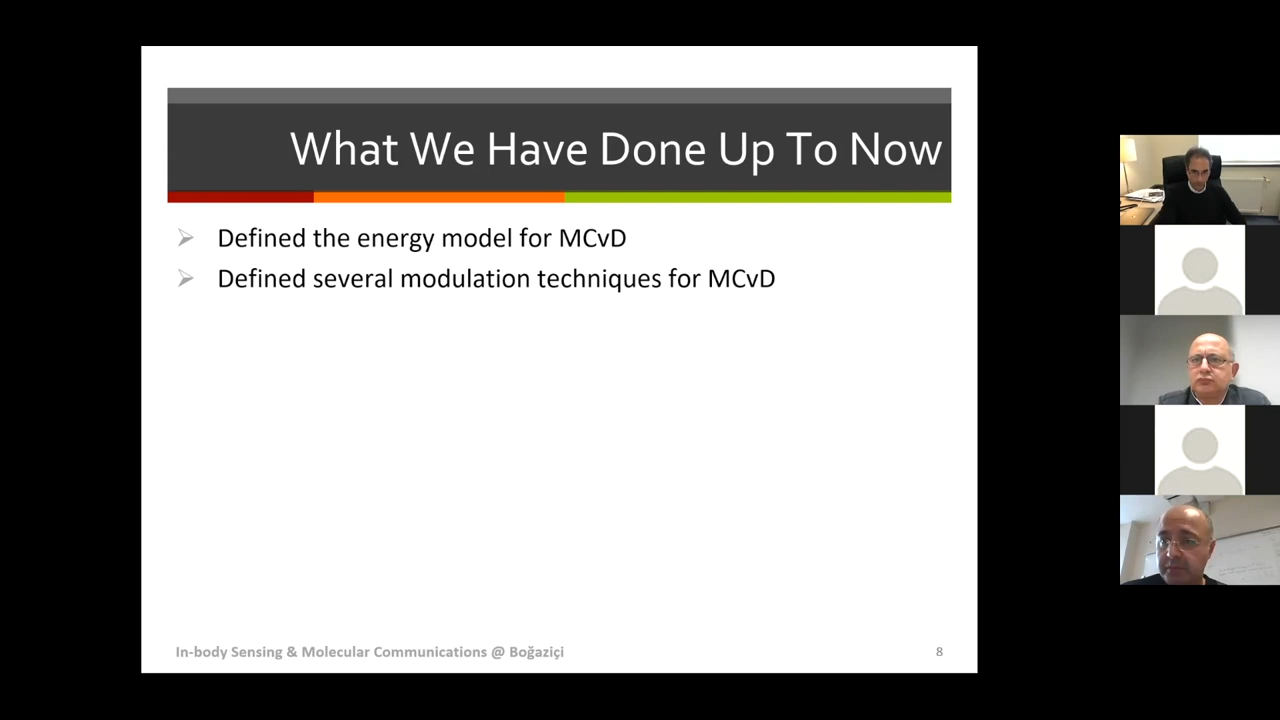 What We Have Done Up To Now
Defined the energy model for MCvD
Defined several modulation techniques for MCvD
In-body Sensing & Molecular Communications @ Boğaziçi
8